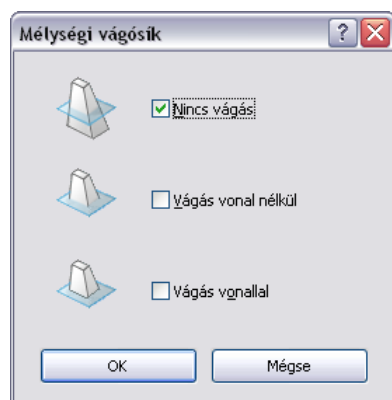 Mélységi vágósík
Nincs vágás
Vágás vonal nélkül
Vágás vonallal
OK Mégse